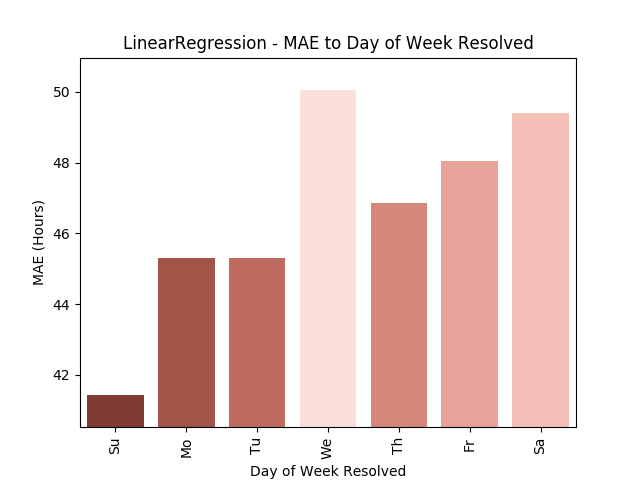 LinearRegression - MAE to Day of Week Resolved
50
48
46
44
42
MAE (Hours)
Su Mo Tu We Th Fr Sa
Day of Week Resolved